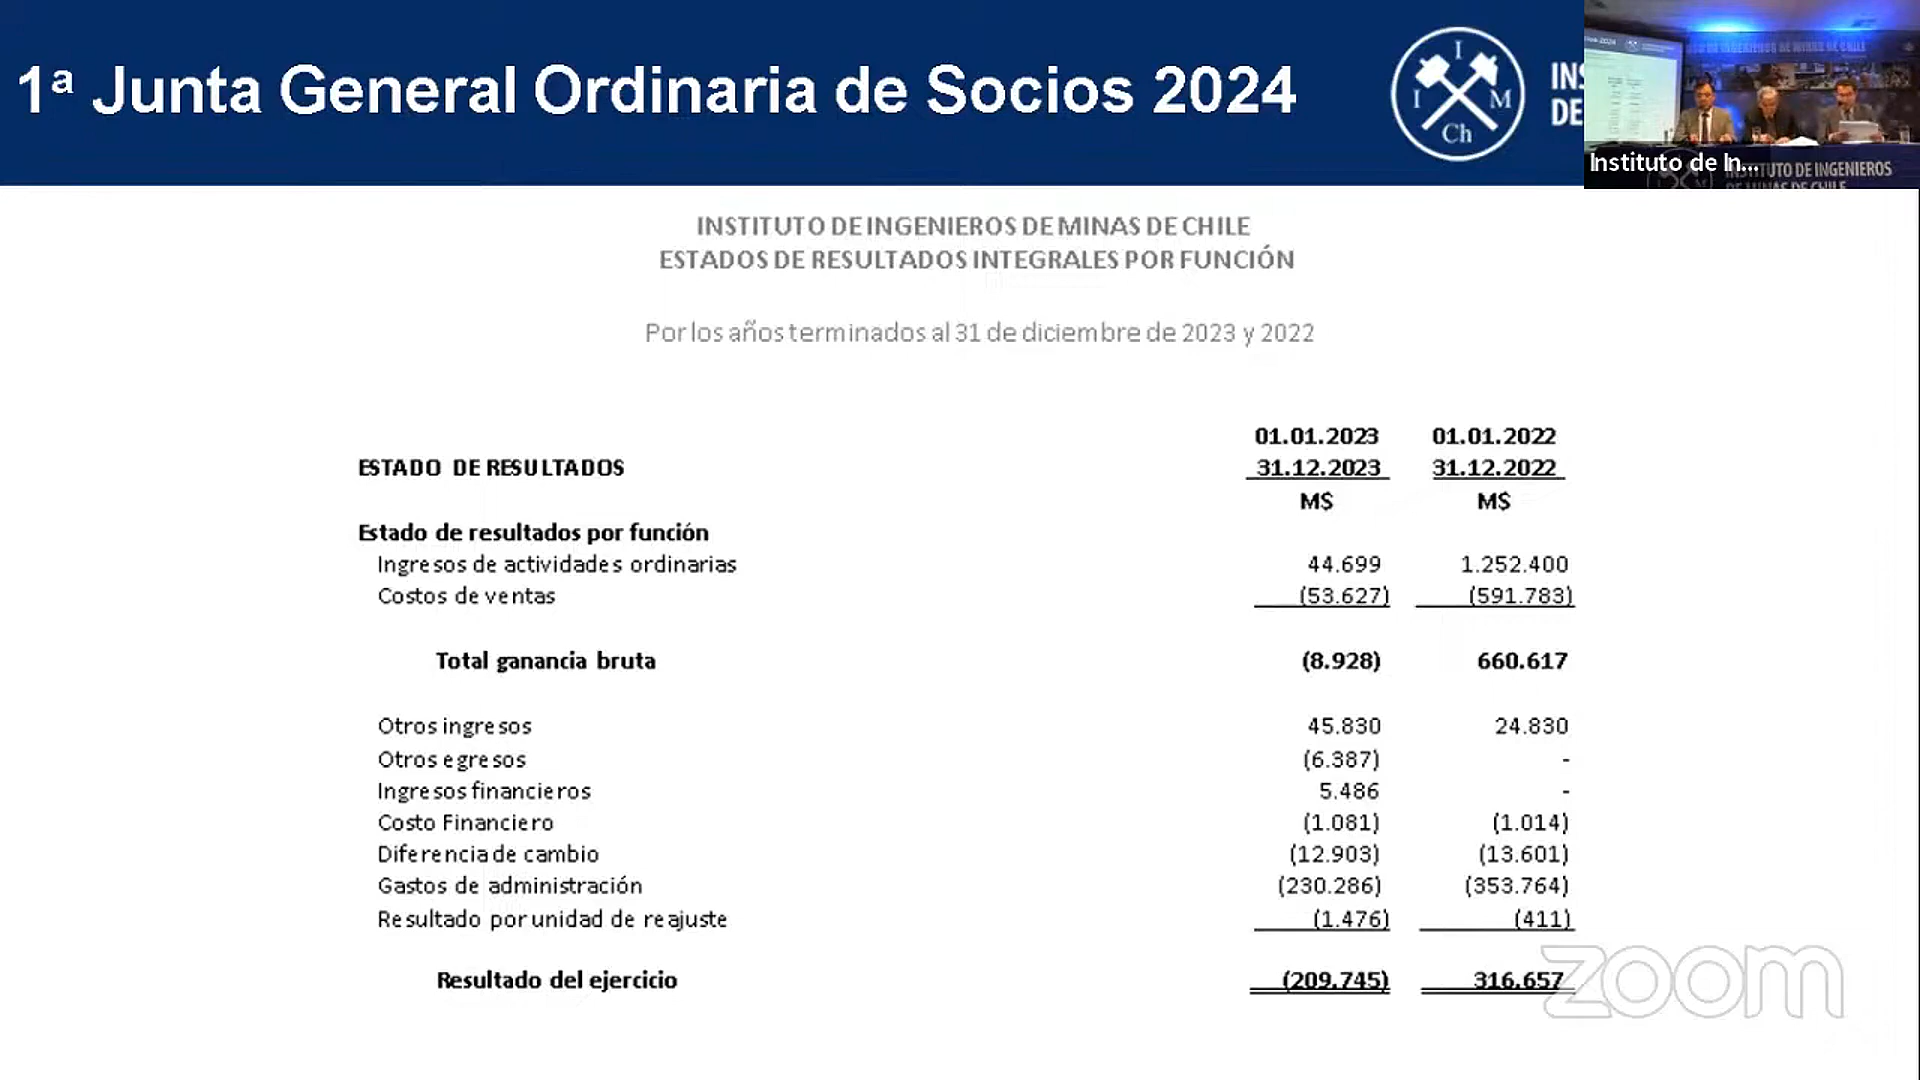 1ª Junta General Ordinaria de Socios 2024
I
I M
Ch
INS
DE
Instituto de In...
TUTO DE INGENIEROS
INSTITUTO DE INGENIEROS DE MINAS DE CHILE
ESTADOS DE RESULTADOS INTEGRALES POR FUNCIÓN
Por los años terminados al 31 de diciembre de 2023 y 2022
01.01.2023 01.01.2022
ESTADO DE RESULTADOS 31.12.2023 31.12.2022
M$ M$
Estado de resultados por función
Ingresos de actividades ordinarias 44.699 1.252.400
Costos de ventas (53.627) (591.783)
Total ganancia bruta (8.928) 660.617
Otros ingresos 45.830 24.830
Otros egresos (6.387) -
Ingresos financieros 5.486 -
Costo Financiero (1.081) (1.014)
Diferencia de cambio (12.903) (13.601)
Gastos de administración (230.286) (353.764)
Resultado por unidad de reajuste (1.476) (411)
Resultado del ejercicio (209.745) 316.657
zoom